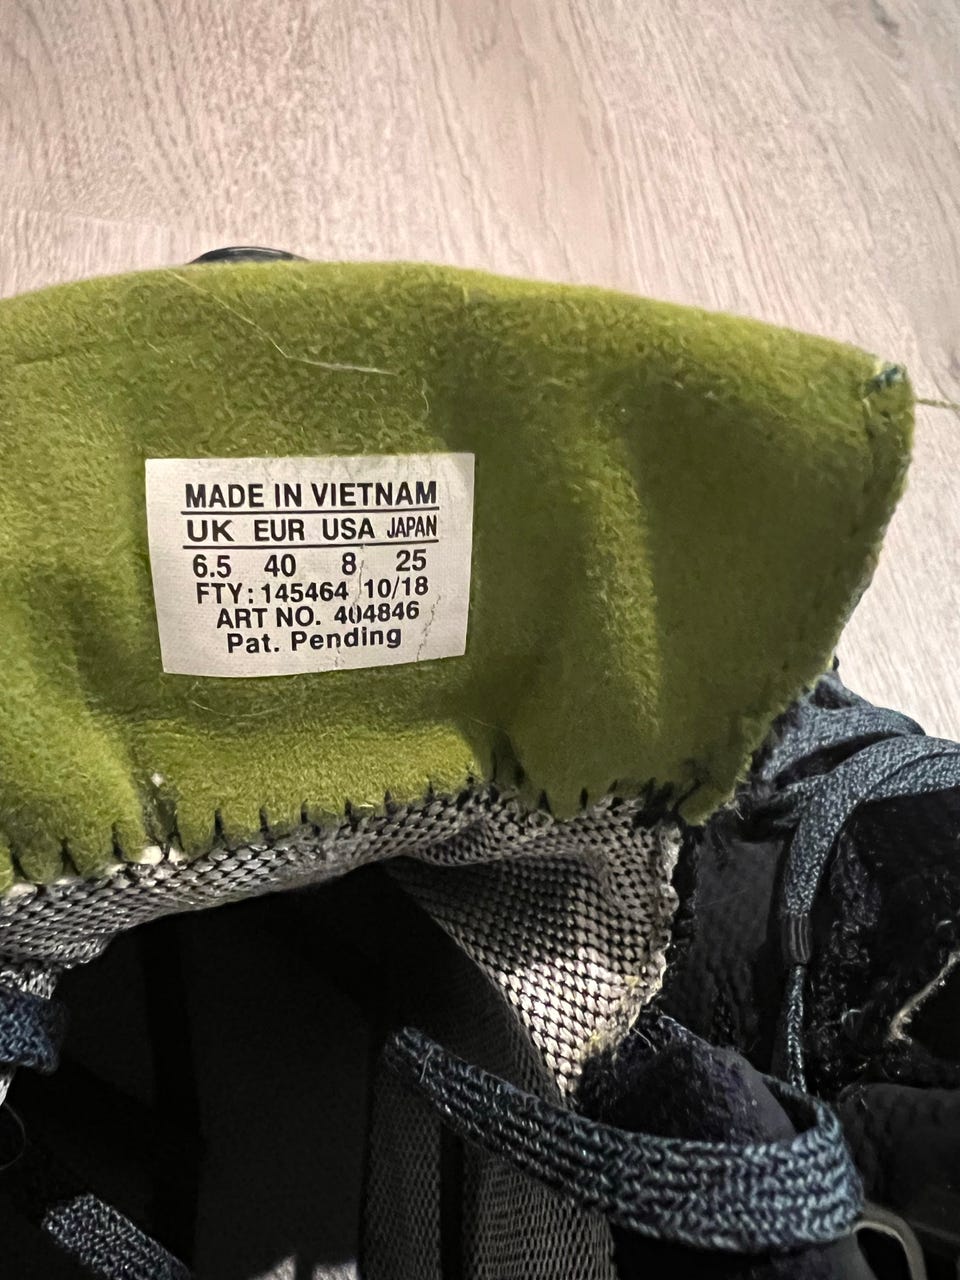 MADE IN VIETNAM
UK EUR USA JAPAN
6.5 40 8 25
FTY: 145464 10/18
ART NO. 404846
Pat. Pending